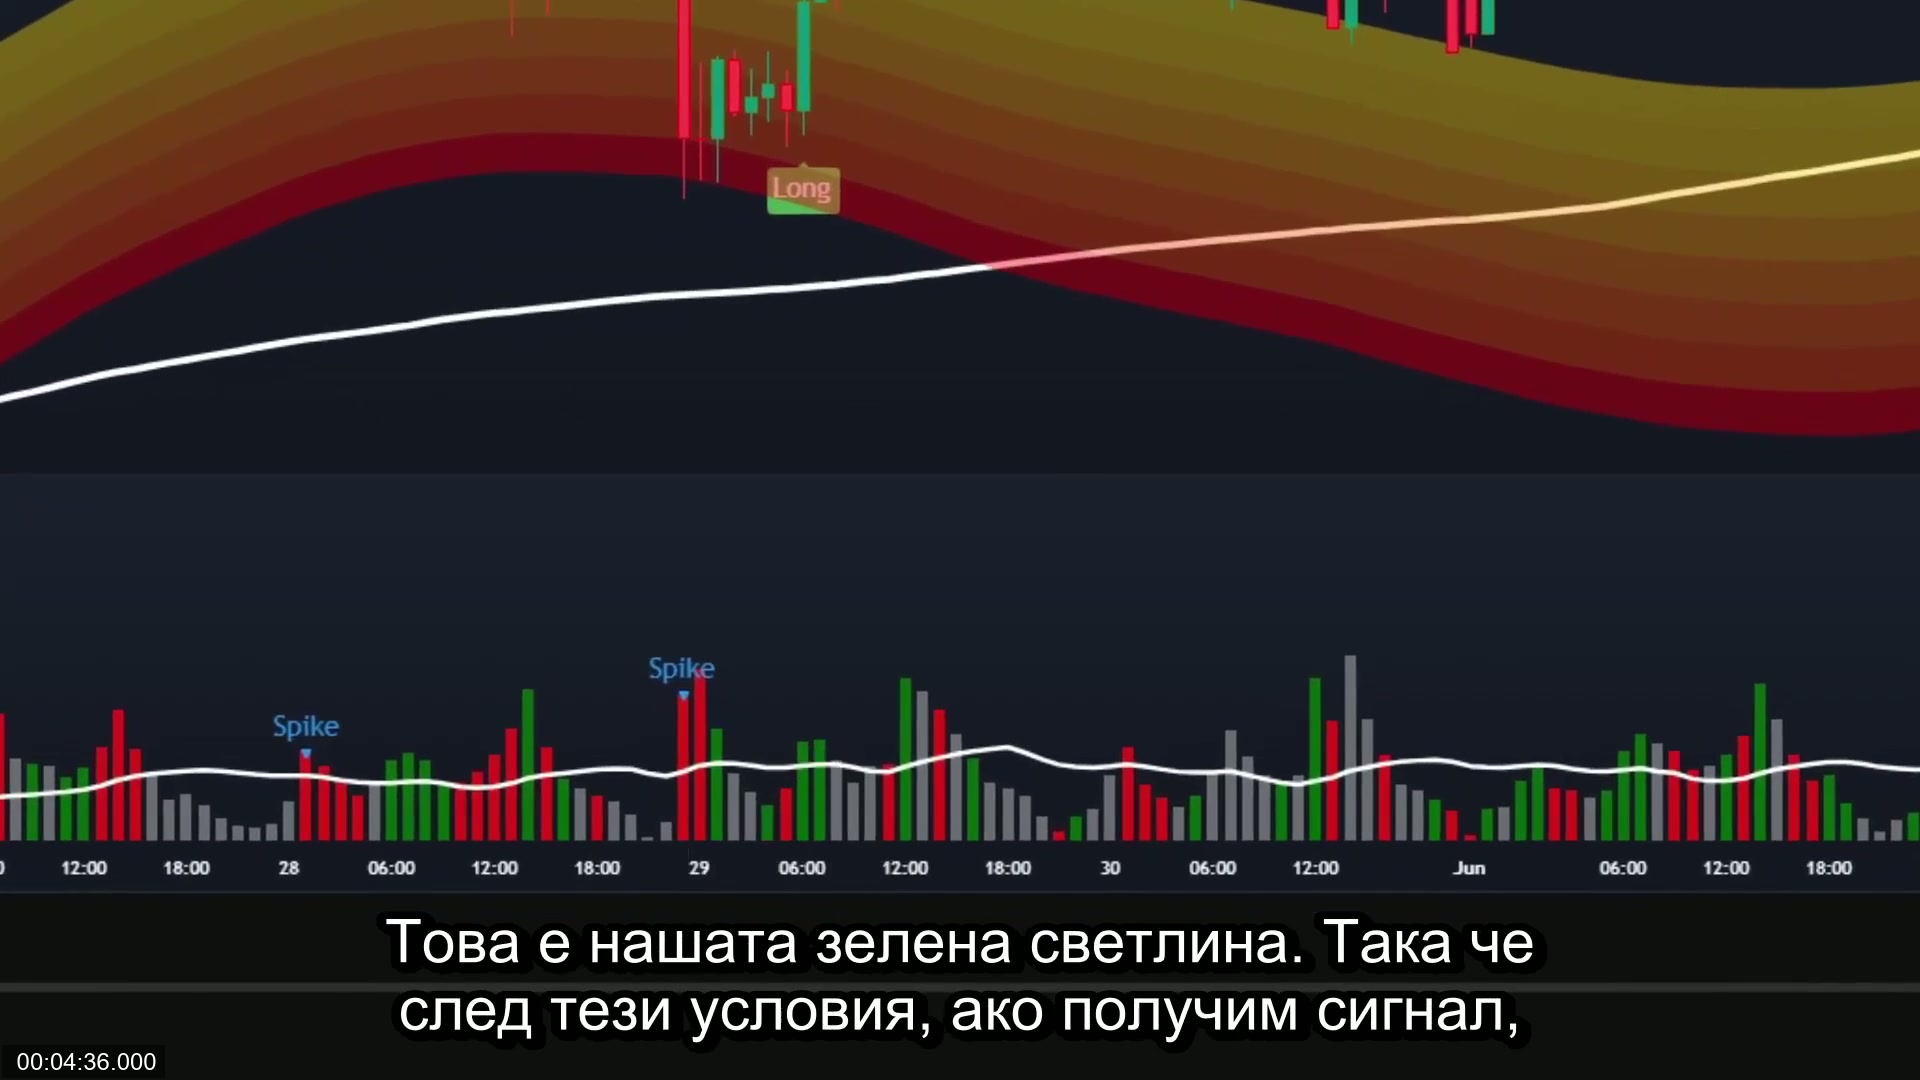 Long
Spike
Spike
12:00 18:00 28 06:00 12:00 18:00 29 06:00 12:00 18:00 30 06:00 12:00 Jun 06:00 12:00 18:00
Това е нашата зелена светлина. Така че
след тези условия, ако получим сигнал,
00:04:36.000